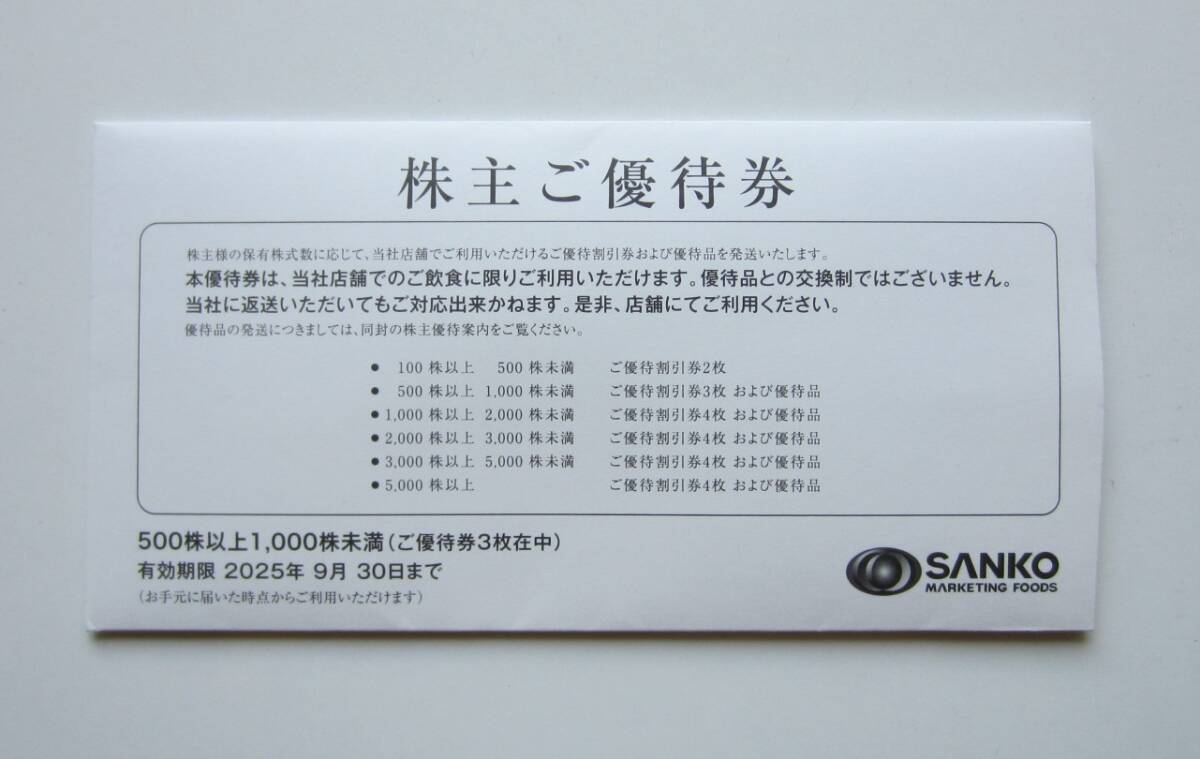 株主ご優待券
株主様の保有株式数に応じて、当社店舗でご利用いただけるご優待割引券および優待品を発送いたします。
本優待券は、当社店舗でのご飲食に限りご利用いただけます。優待品との交換制ではございません。
当社に返送いただいてもご対応出来かねます。是非、店舗にてご利用ください。
優待品の発送につきましては、同封の株主優待案内をご覧ください。
● 100 株以上 500 株未満 ご優待割引券2枚
● 500 株以上 1,000 株未満 ご優待割引券3枚 および優待品
● 1,000 株以上 2,000 株未満 ご優待割引券4枚 および優待品
● 2,000 株以上 3,000 株未満 ご優待割引券4枚 および優待品
● 3,000 株以上 5,000 株未満 ご優待割引券4枚 および優待品
● 5,000 株以上 ご優待割引券4枚 および優待品
500株以上1,000株未満(ご優待券3枚在中)
有効期限 2025年 9月 30日まで
(お手元に届いた時点からご利用いただけます)
SANKO
MARKETING FOODS